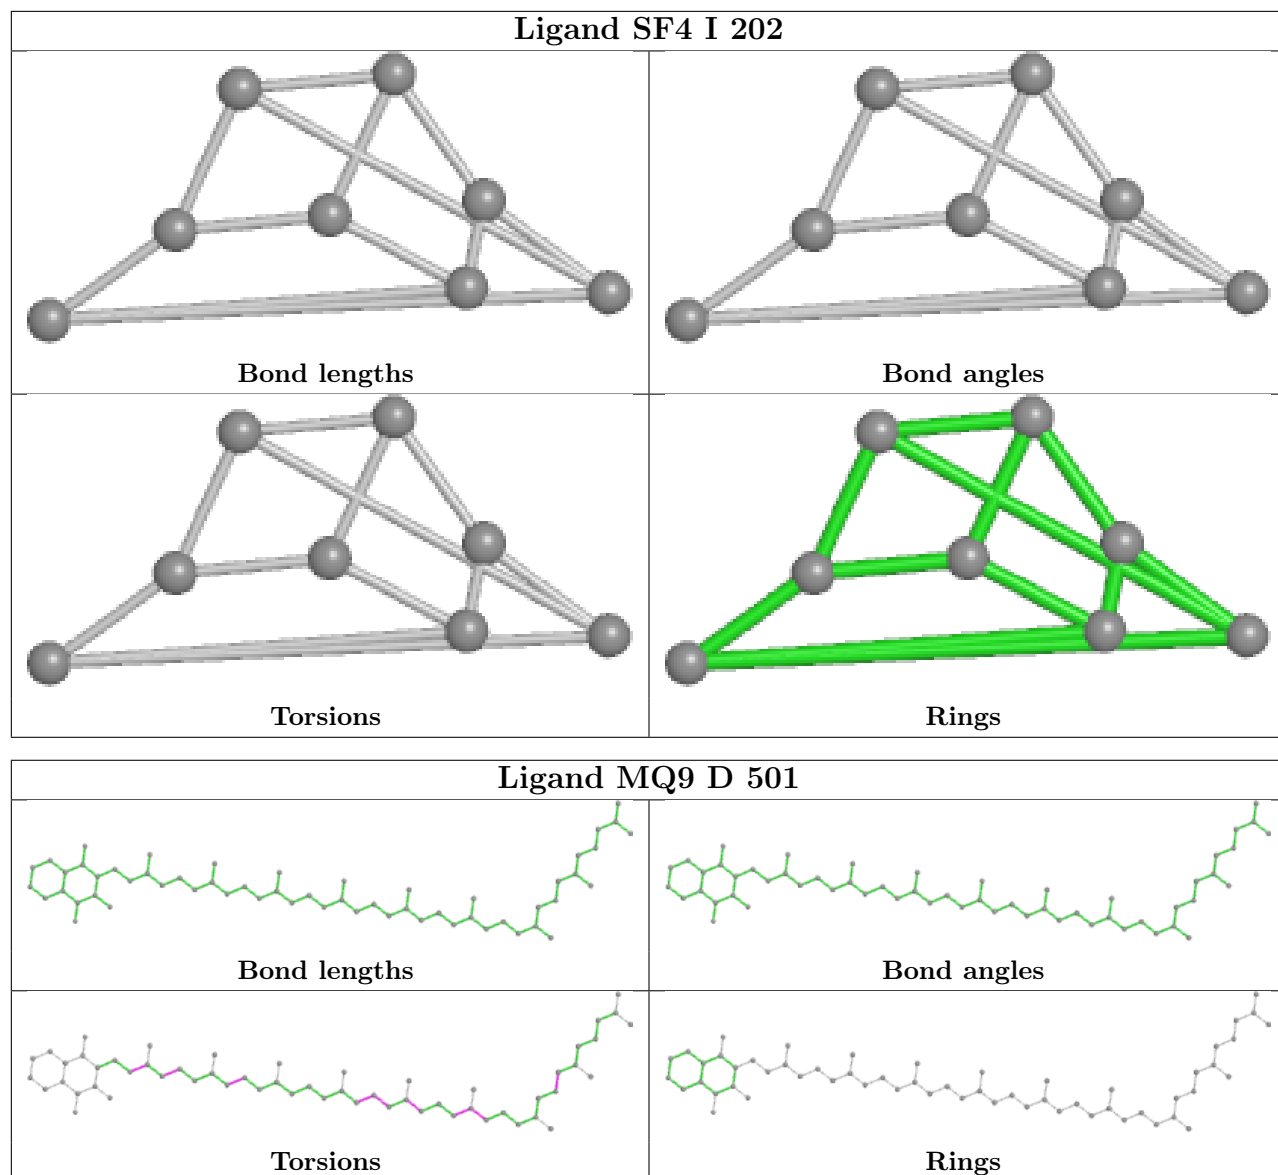 Ligand SF4 I 202
Bond lengths
Bond angles
Torsions
Rings
Ligand MQ9 D 501
Bond lengths
Bond angles
Torsions
Rings